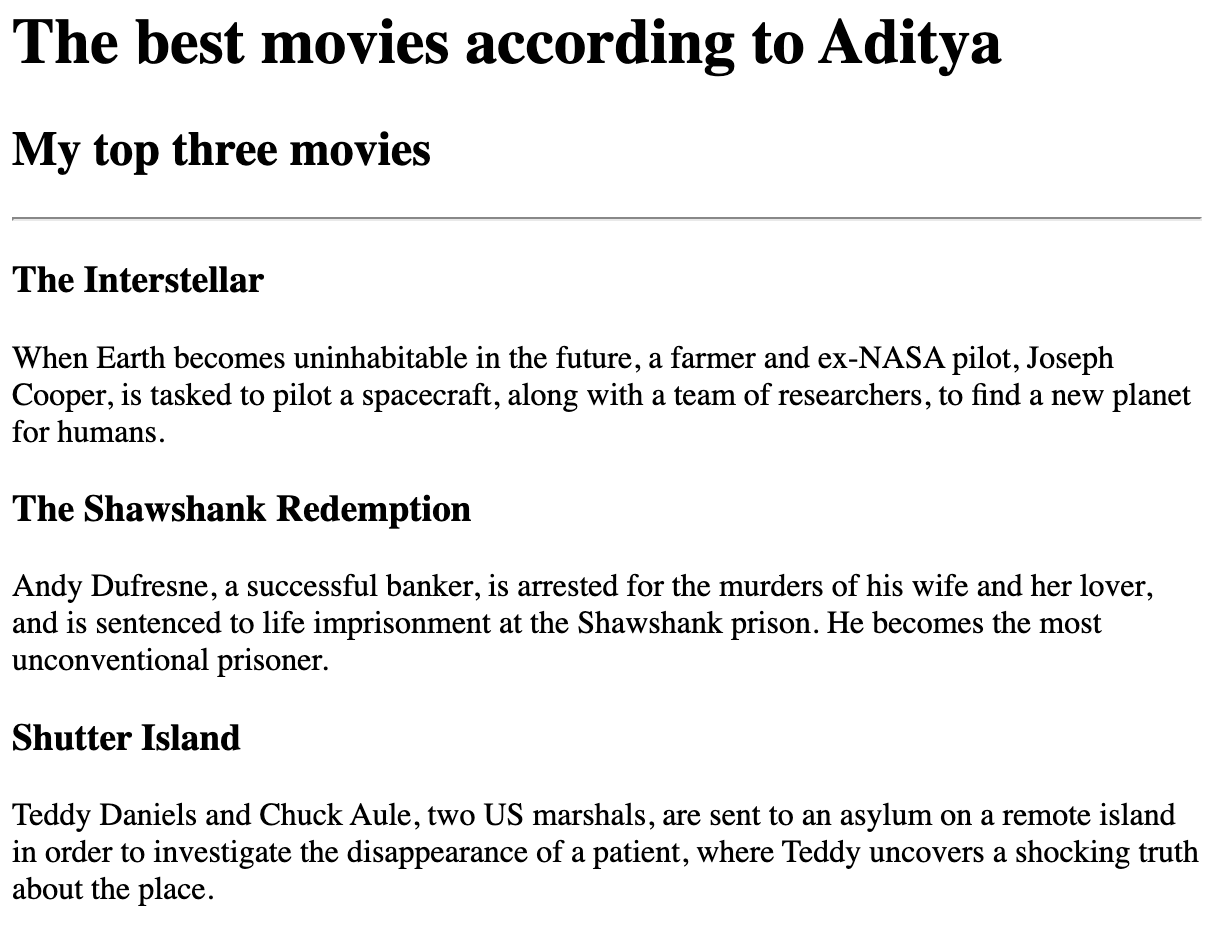 The best movies according to Aditya
My top three movies
The Interstellar
When Earth becomes uninhabitable in the future, a farmer and ex-NASA pilot, Joseph
Cooper, is tasked to pilot a spacecraft, along with a team of researchers, to find a new planet
for humans.
The Shawshank Redemption
Andy Dufresne, a successful banker, is arrested for the murders of his wife and her lover,
and is sentenced to life imprisonment at the Shawshank prison. He becomes the most
unconventional prisoner.
Shutter Island
Teddy Daniels and Chuck Aule, two US marshals, are sent to an asylum on a remote island
in order to investigate the disappearance of a patient, where Teddy uncovers a shocking truth
about the place.